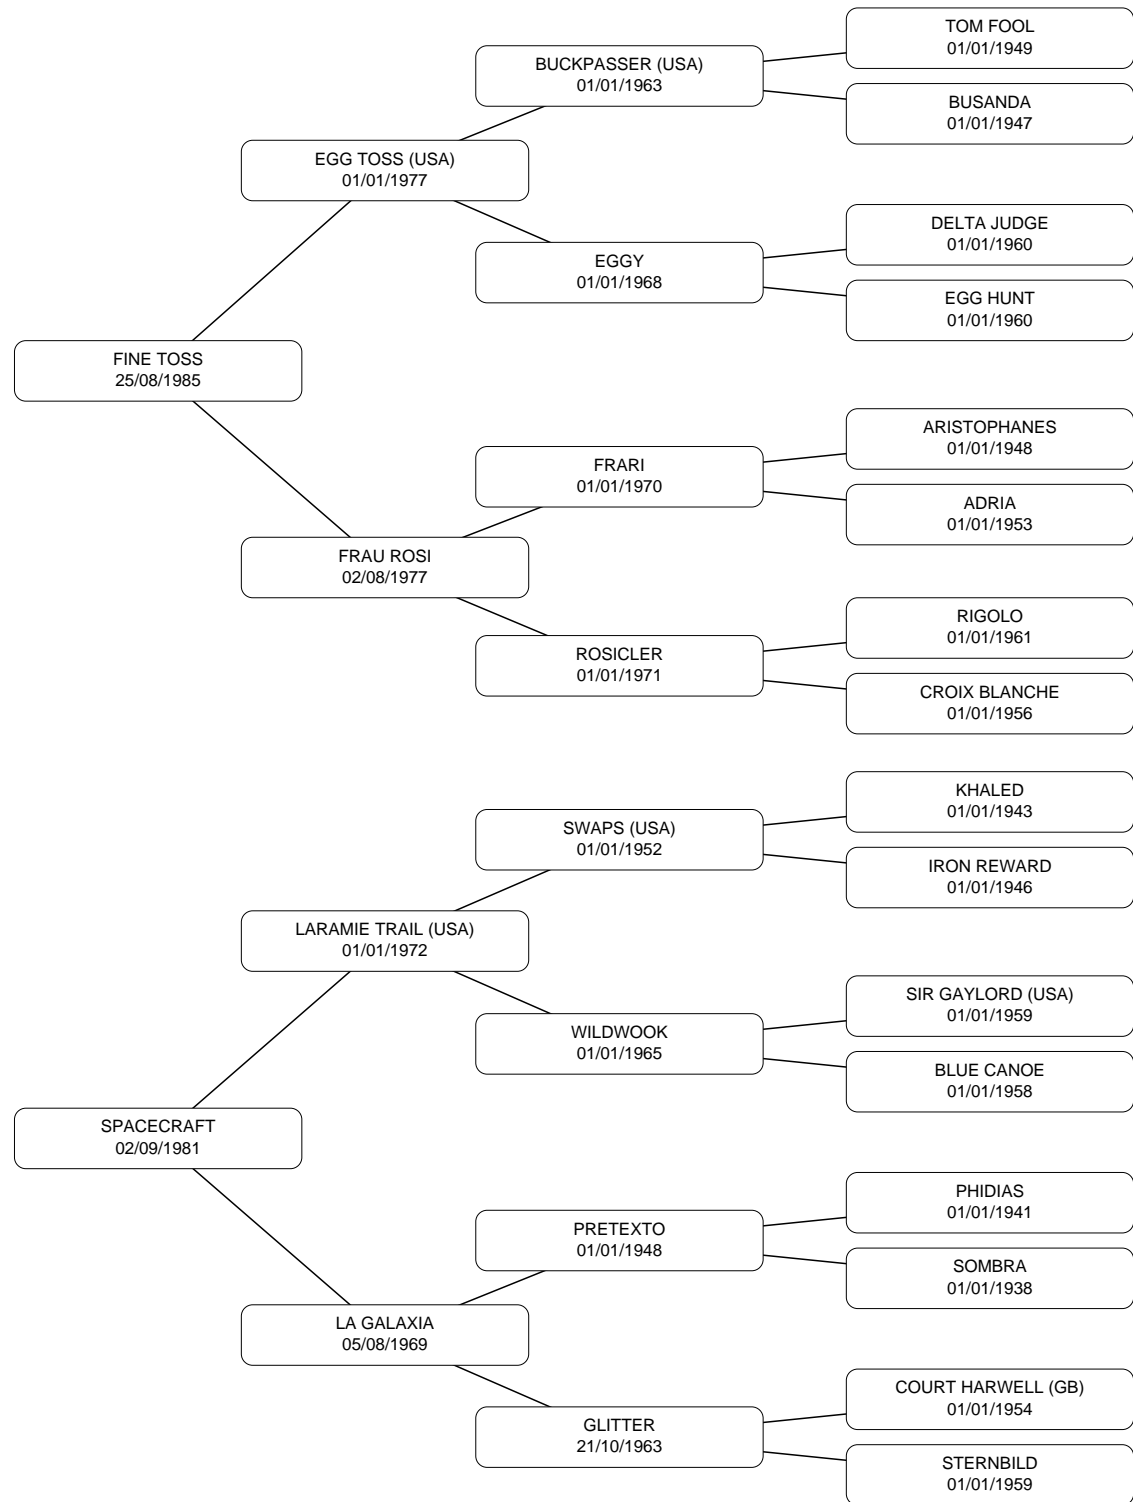 TOM FOOL
01/01/1949
BUCKPASSER (USA)
01/01/1963
BUSANDA
01/01/1947
EGG TOSS (USA)
01/01/1977
DELTA JUDGE
01/01/1960
EGGY
01/01/1968
EGG HUNT
01/01/1960
FINE TOSS
25/08/1985
ARISTOPHANES
01/01/1948
FRARI
01/01/1970
ADRIA
01/01/1953
FRAU ROSI
02/08/1977
RIGOLO
01/01/1961
ROSICLER
01/01/1971
CROIX BLANCHE
01/01/1956
KHALED
01/01/1943
SWAPS (USA)
01/01/1952
IRON REWARD
01/01/1946
LARAMIE TRAIL (USA)
01/01/1972
SIR GAYLORD (USA)
01/01/1959
WILDWOOK
01/01/1965
BLUE CANOE
01/01/1958
SPACECRAFT
02/09/1981
PHIDIAS
01/01/1941
PRETEXTO
01/01/1948
SOMBRA
01/01/1938
LA GALAXIA
05/08/1969
COURT HARWELL (GB)
01/01/1954
GLITTER
21/10/1963
STERNBILD
01/01/1959